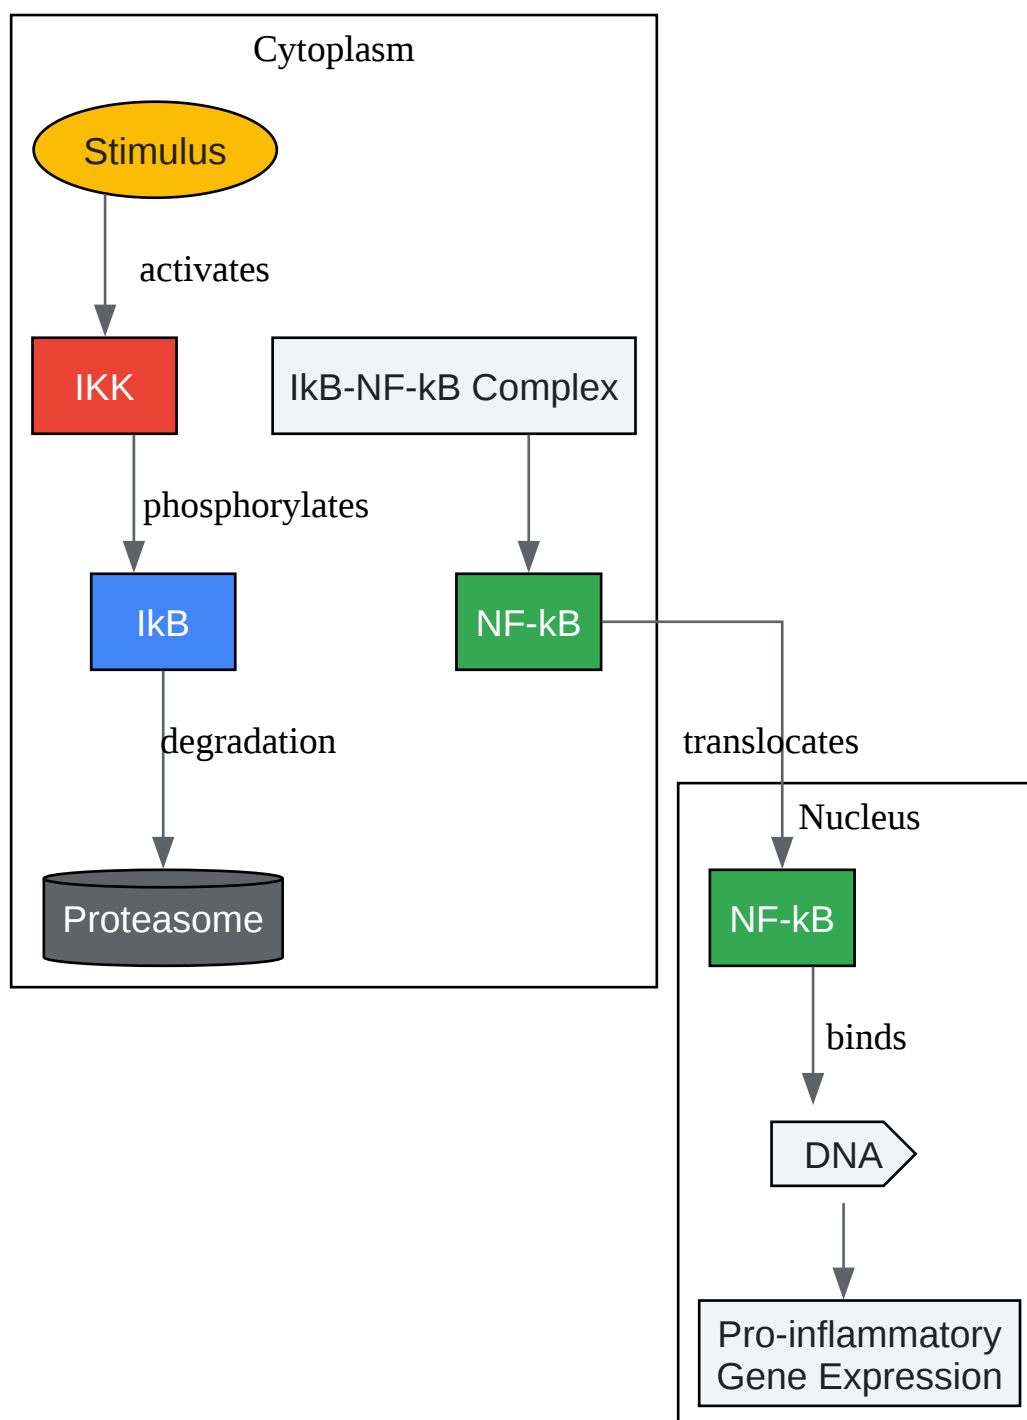 Cytoplasm
Stimulus
activates
IKK
IkB-NF-kB Complex
phosphorylates
IkB
NF-kB
degradation
translocates
Nucleus
Proteasome
NF-kB
binds
DNA
Pro-inflammatory
Gene Expression